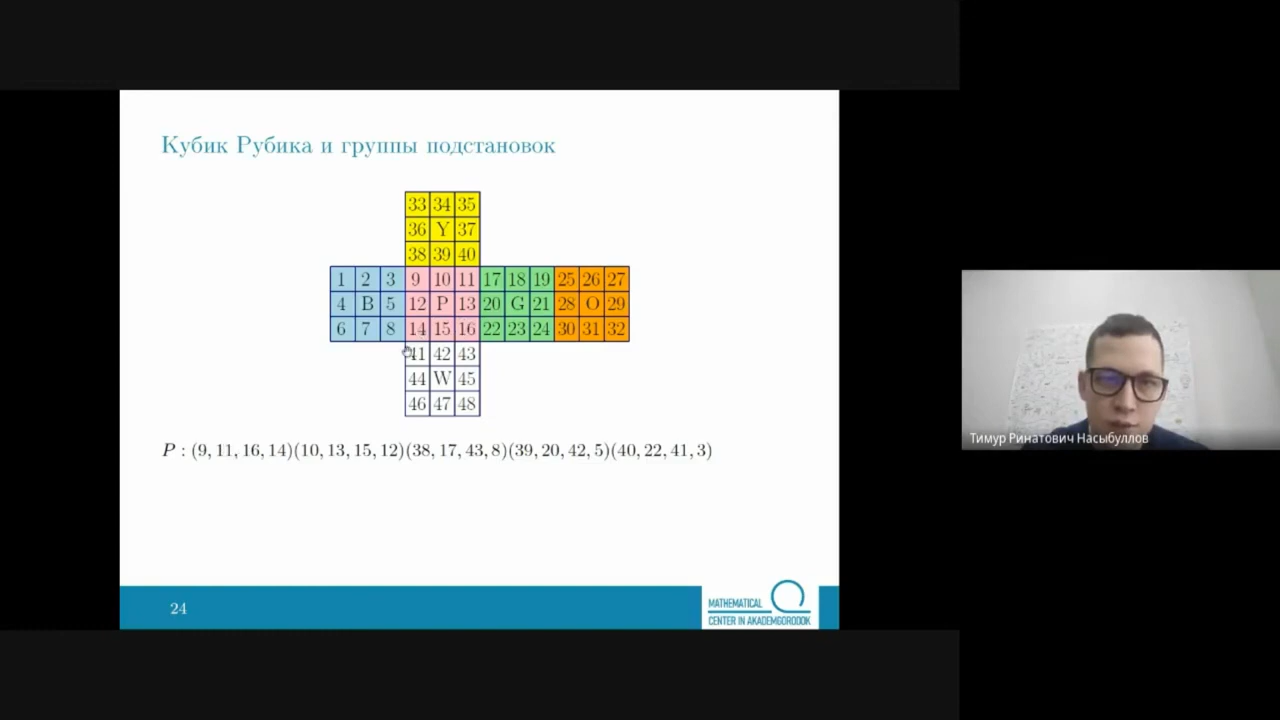 Кубик Рубика и группы подстановок
33 34 35
36 Y 37
38 39 40
1 2 3 9 10 11 17 18 19 25 26 27
4 B 5 12 P 13 20 G 21 28 O 29
6 7 8 14 15 16 22 23 24 30 31 32
41 42 43
44 W 45
46 47 48
P : (9, 11, 16, 14)(10, 13, 15, 12)(38, 17, 43, 8)(39, 20, 42, 5)(40, 22, 41, 3)
Тимур Ринатович Насыбуллов
24
MATHEMATICAL
CENTER IN AKADEMGORODOK